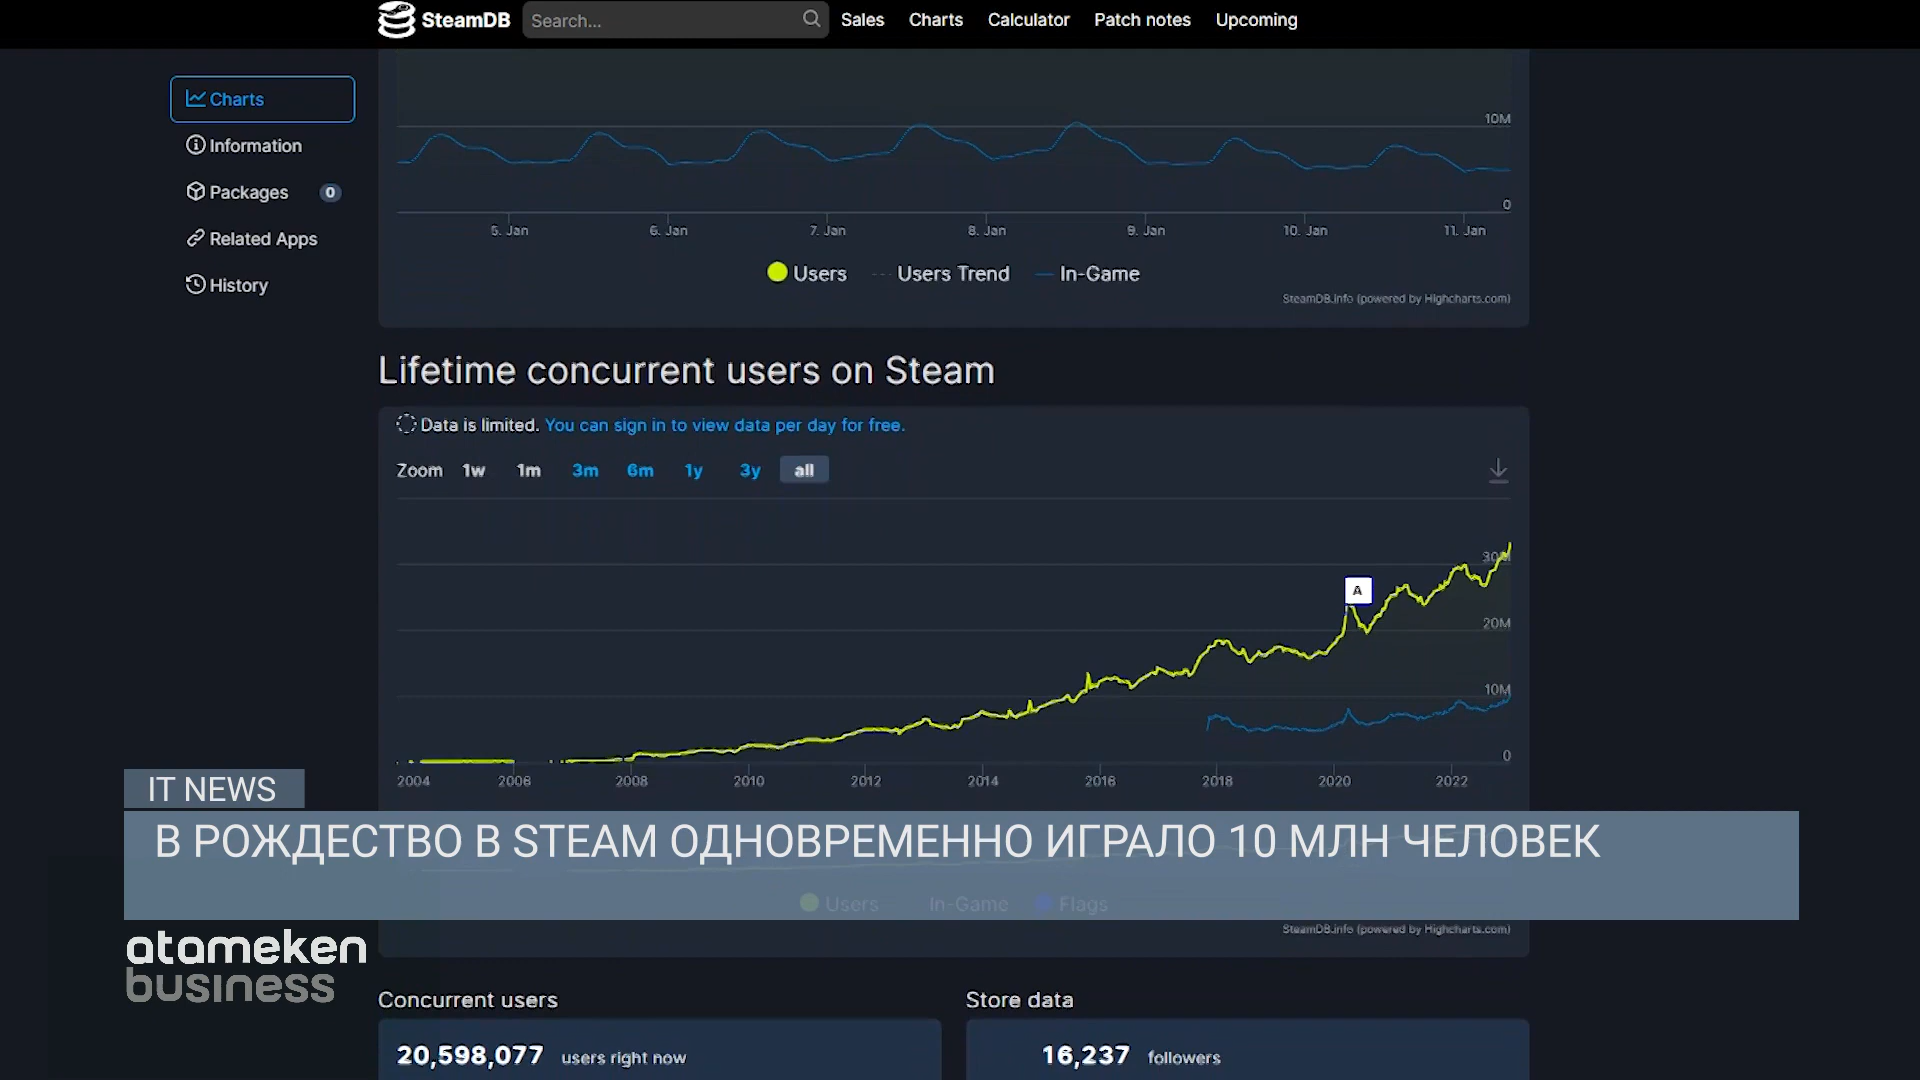 SteamDB
Search...
Sales Charts Calculator Patch notes Upcoming
Charts
Information
Packages 0
Related Apps
History
10M
0
5. Jan 6. Jan 7. Jan 8. Jan 9. Jan 10. Jan 11. Jan
Users Users Trend In-Game
SteamDB.info (powered by Highcharts.com)
Lifetime concurrent users on Steam
Data is limited. You can sign in to view data per day for free.
Zoom 1w 1m 3m 6m 1y 3y all
30M
A
20M
10M
0
2004 2006 2008 2010 2012 2014 2016 2018 2020 2022
IT NEWS
В РОЖДЕСТВО В STEAM ОДНОВРЕМЕННО ИГРАЛО 10 МЛН ЧЕЛОВЕК
Users In-Game Flags
SteamDB.info (powered by Highcharts.com)
atameken
business
Concurrent users
Store data
20,598,077 users right now
16,237 followers